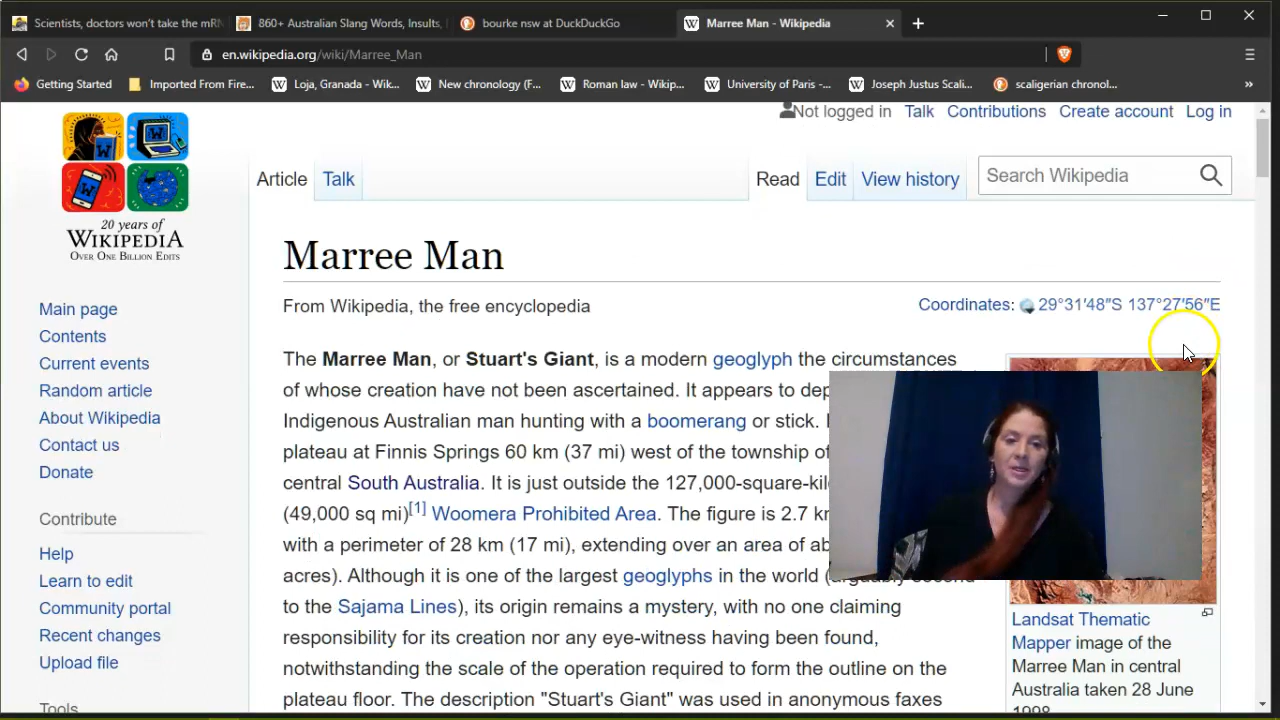 Scientists, doctors won't take the mRN
860+ Australian Slang Words, Insults,
bourke nsw at DuckDuckGo
Marree Man - Wikipedia
en.wikipedia.org/wiki/Marree_Man
Getting Started
Imported From Fire...
Loja, Granada - Wik...
New chronology (F...
Roman law - Wikip...
University of Paris -...
Joseph Justus Scali...
scaligerian chronol...
Not logged in Talk Contributions Create account Log in
Article Talk Read Edit View history Search Wikipedia
20 years of
WIKIPEDIA
OVER ONE BILLION EDITS
Main page
Contents
Current events
Random article
About Wikipedia
Contact us
Donate
Contribute
Help
Learn to edit
Community portal
Recent changes
Upload file
Tools
Marree Man
From Wikipedia, the free encyclopedia
Coordinates: 29°31′48″S 137°27′56″E
The Marree Man, or Stuart's Giant, is a modern geoglyph the circumstances
of whose creation have not been ascertained. It appears to
Indigenous Australian man hunting with a boomerang or stick.
plateau at Finnis Springs 60 km (37 mi) west of the township of
central South Australia. It is just outside the
(49,000 sq mi)[1] Woomera Prohibited Area. The figure is 2.7
with a perimeter of 28 km (17 mi), extending over an area of
acres). Although it is one of the largest geoglyphs in the world (arguably second
to the Sajama Lines), its origin remains a mystery, with no one claiming
responsibility for its creation nor any eye-witness having been found,
notwithstanding the scale of the operation required to form the outline on the
plateau floor. The description "Stuart's Giant" was used in anonymous faxes
Landsat Thematic
Mapper image of the
Marree Man in central
Australia taken 28 June
1998